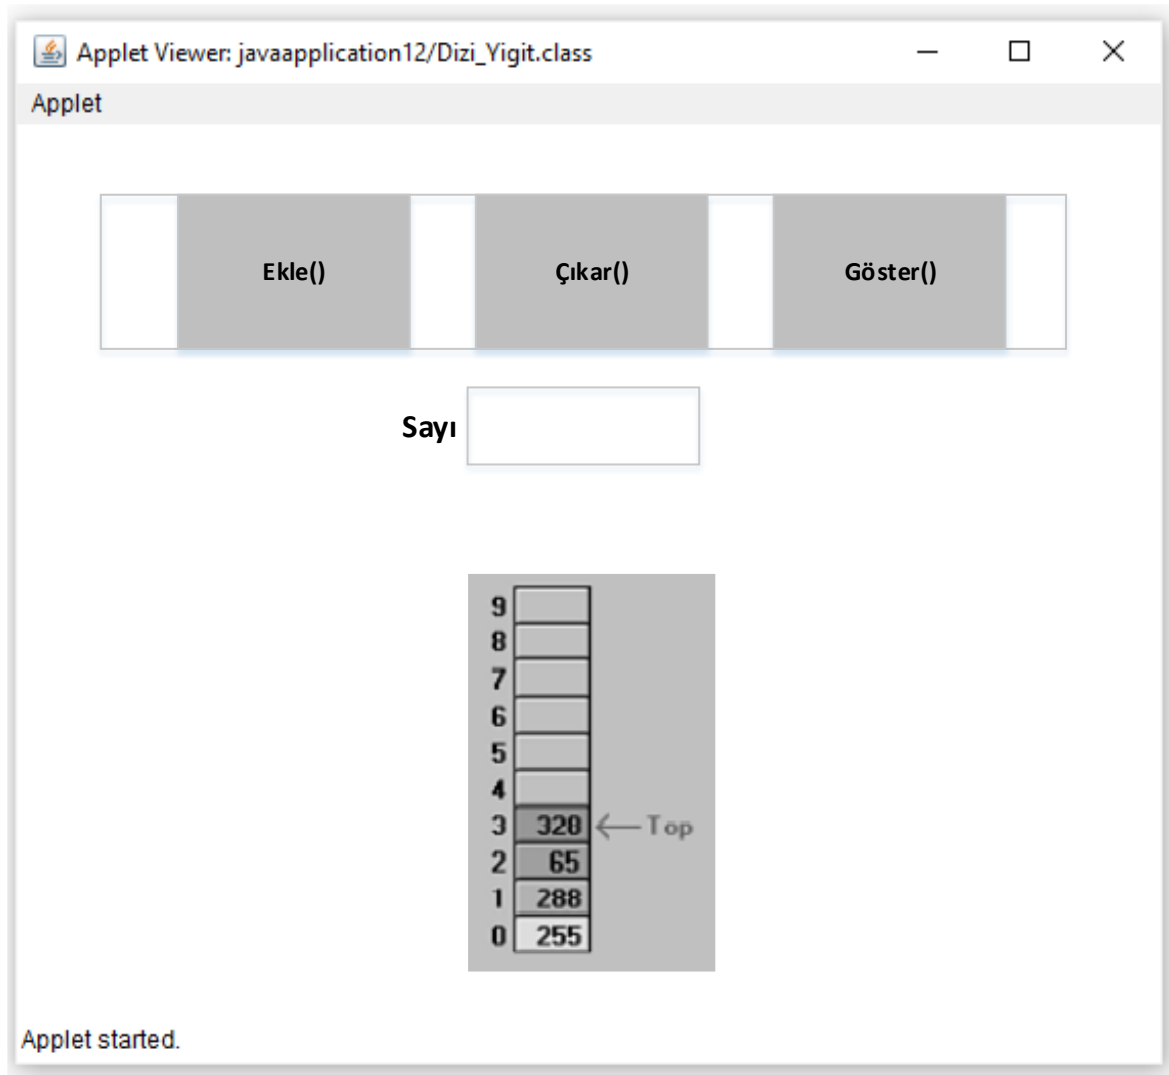 Applet Viewer: javaapplication12/Dizi_Yigit.class
Applet
Ekle() Çıkar() Göster()
Sayı
9
8
7
6
5
4
3 320 ← Top
2 65
1 288
0 255
Applet started.